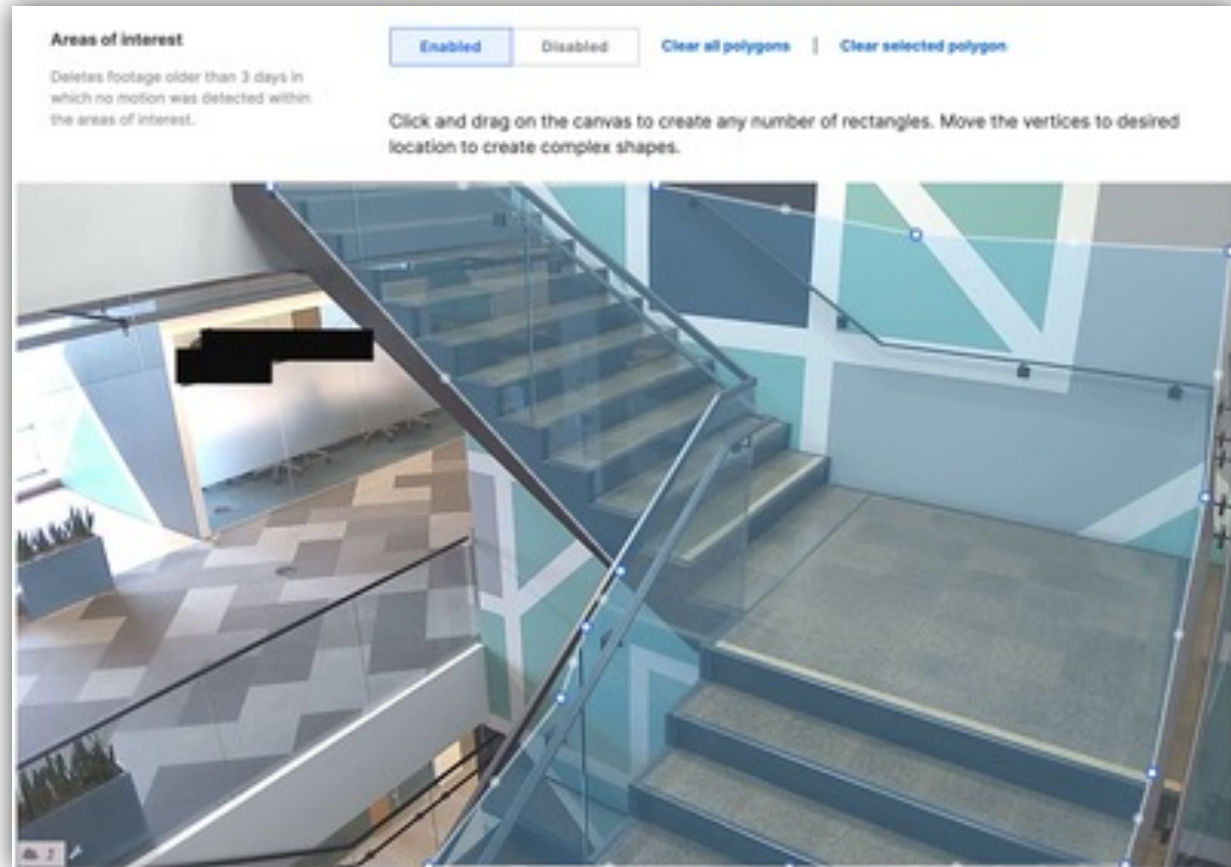 Areas of interest
Enabled
Disabled
Clear all polygons
|
Clear selected polygon
Deletes footage older than 3 days in
which no motion was detected within
the areas of interest.
Click and drag on the canvas to create any number of rectangles. Move the vertices to desired
location to create complex shapes.